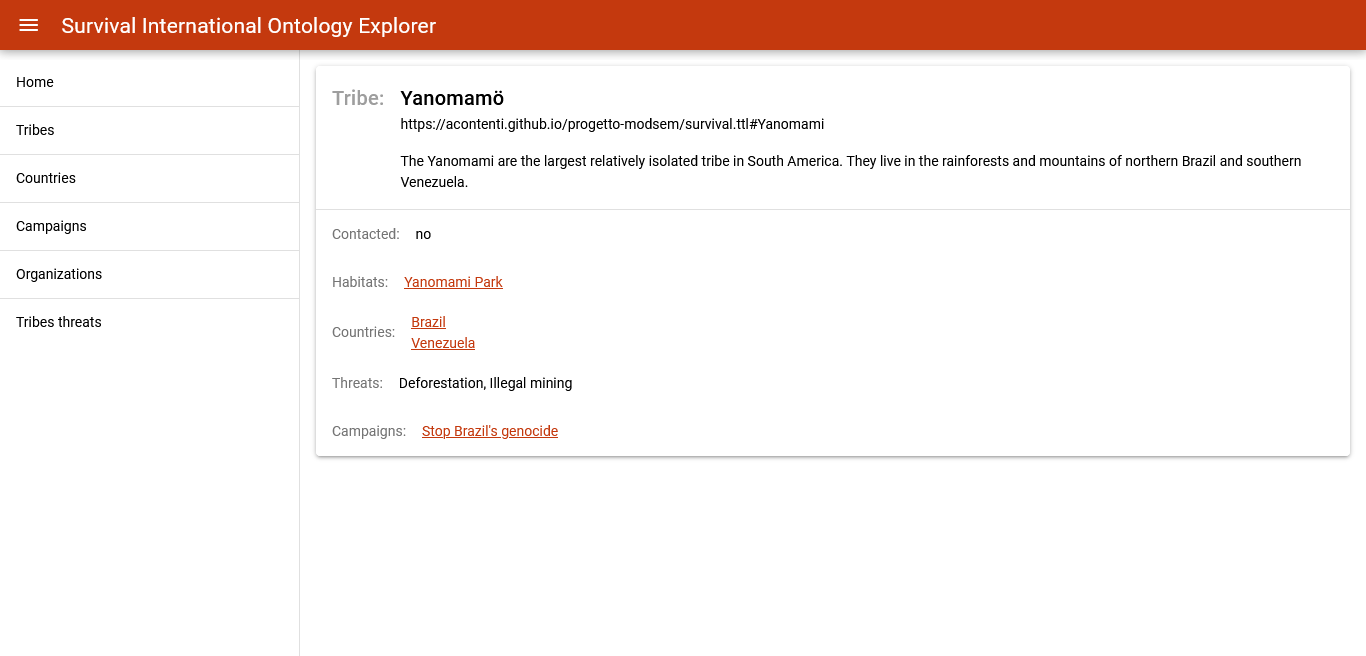 Survival International Ontology Explorer
Home
Tribes
Countries
Campaigns
Organizations
Tribes threats
Tribe: Yanomamö
https://acontenti.github.io/progetto-modsem/survival.ttl#Yanomami
The Yanomami are the largest relatively isolated tribe in South America. They live in the rainforests and mountains of northern Brazil and southern
Venezuela.
Contacted: no
Habitats: Yanomami Park
Countries: Brazil
Venezuela
Threats: Deforestation, Illegal mining
Campaigns: Stop Brazil's genocide